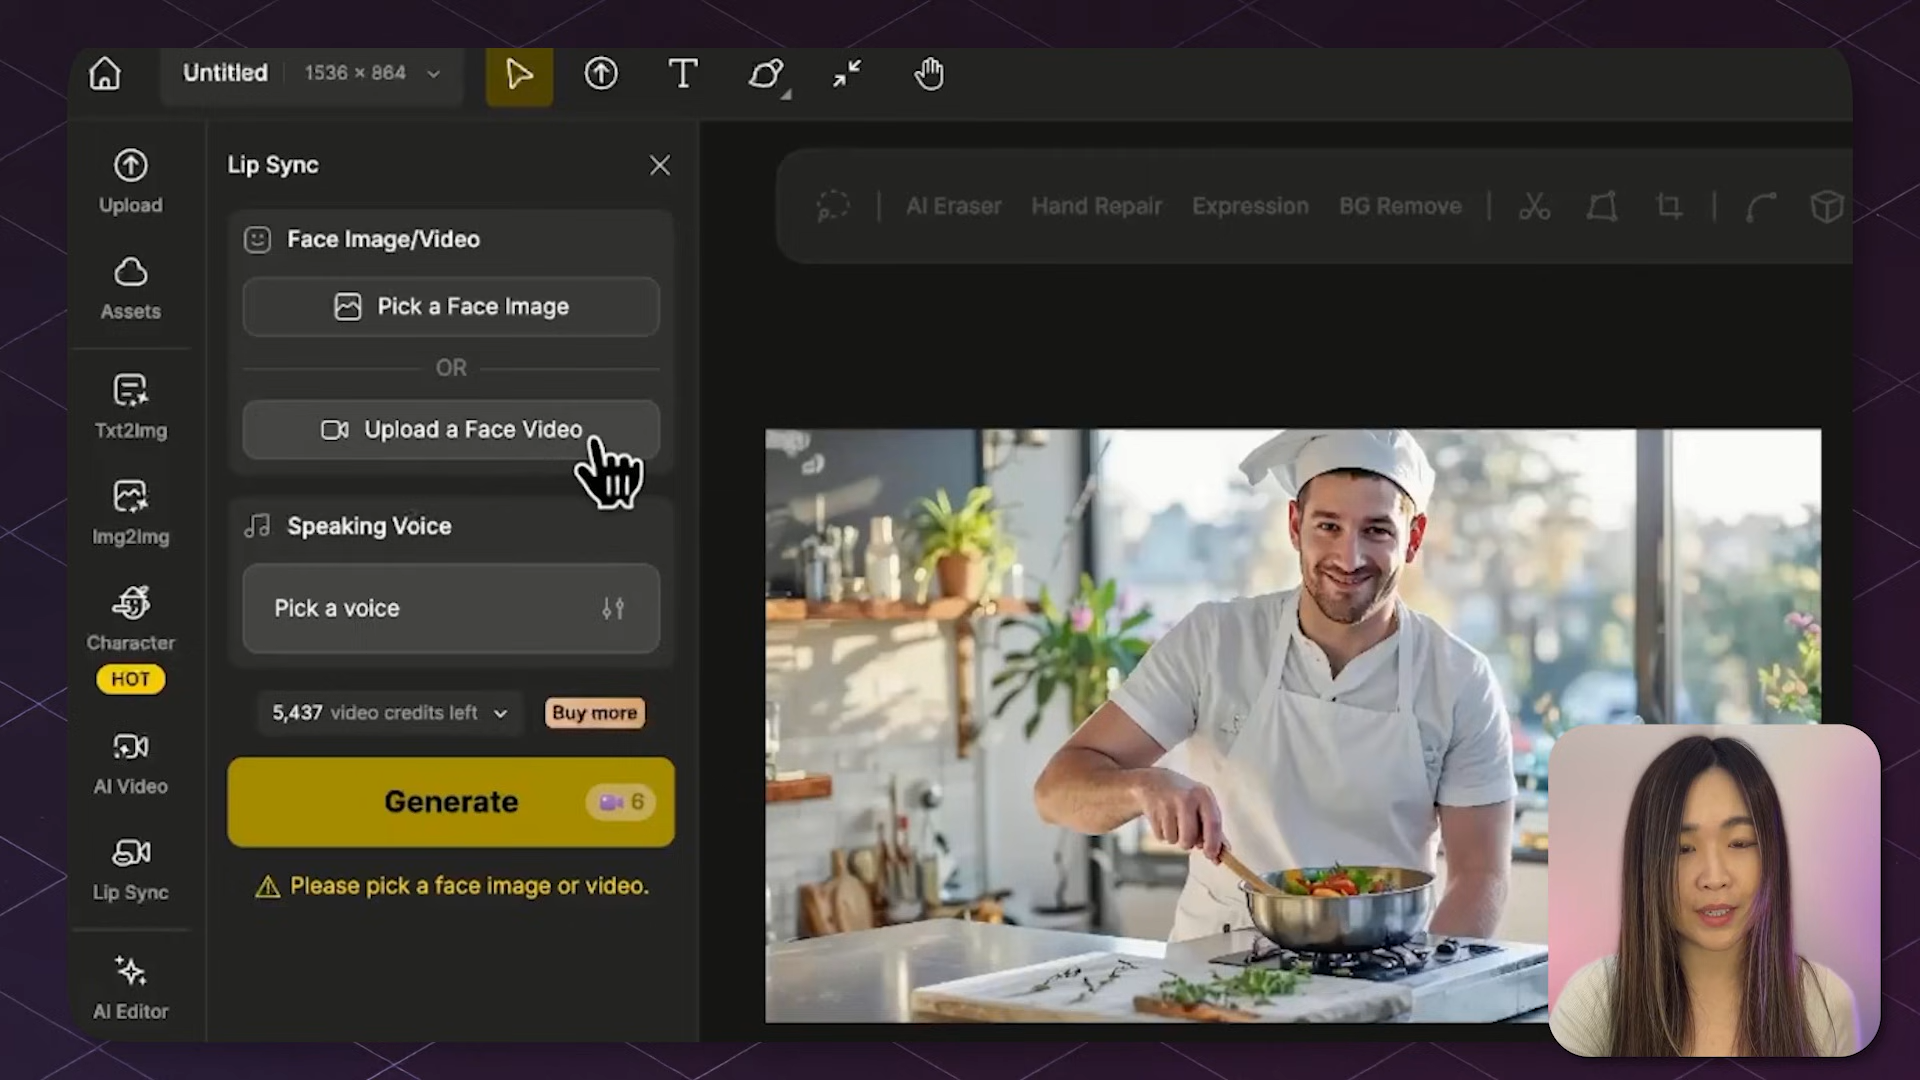 Untitled
1536 × 864
T
Upload
Assets
Txt2Img
Img2Img
Character
HOT
AI Video
Lip Sync
AI Editor
Lip Sync
Face Image/Video
Pick a Face Image
OR
Upload a Face Video
Speaking Voice
Pick a voice
5,437 video credits left
Buy more
Generate
6
Please pick a face image or video.
AI Eraser
Hand Repair
Expression
BG Remove